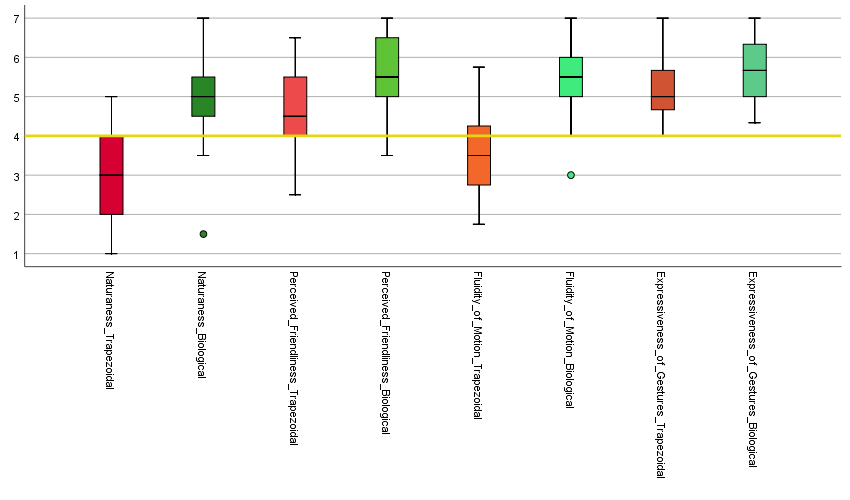 7
6
5
4
3
2
1
Naturaness_Trapezoidal
Naturaness_Biological
Perceived_Friendliness_Trapezoidal
Perceived_Friendliness_Biological
Fluidity_of_Motion_Trapezoidal
Fluidity_of_Motion_Biological
Expressiveness_of_Gestures_Trapezoidal
Expressiveness_of_Gestures_Biological